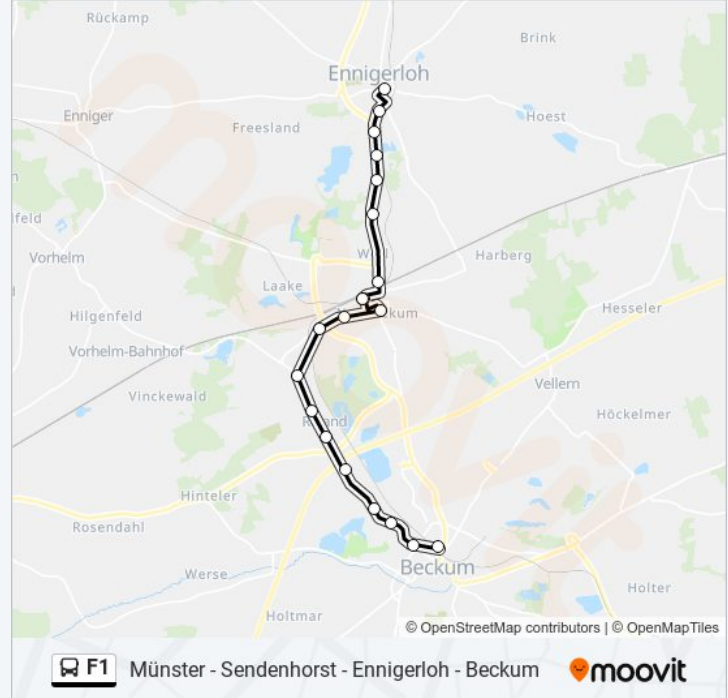 Rückamp
Brink
Ennigerloh
Enniger
Hoest
Freesland
Vorhelm
Harberg
Laake
Hesseler
Hilgenfeld
Vorhelm-Bahnhof
Vellern
Vinckewald
Höckelmer
Hinteler
Rosendahl
Werse
Beckum
Holter
Holtmar
© OpenStreetMap contributors | © OpenMapTiles
F1 Münster - Sendenhorst - Ennigerloh - Beckum moovit